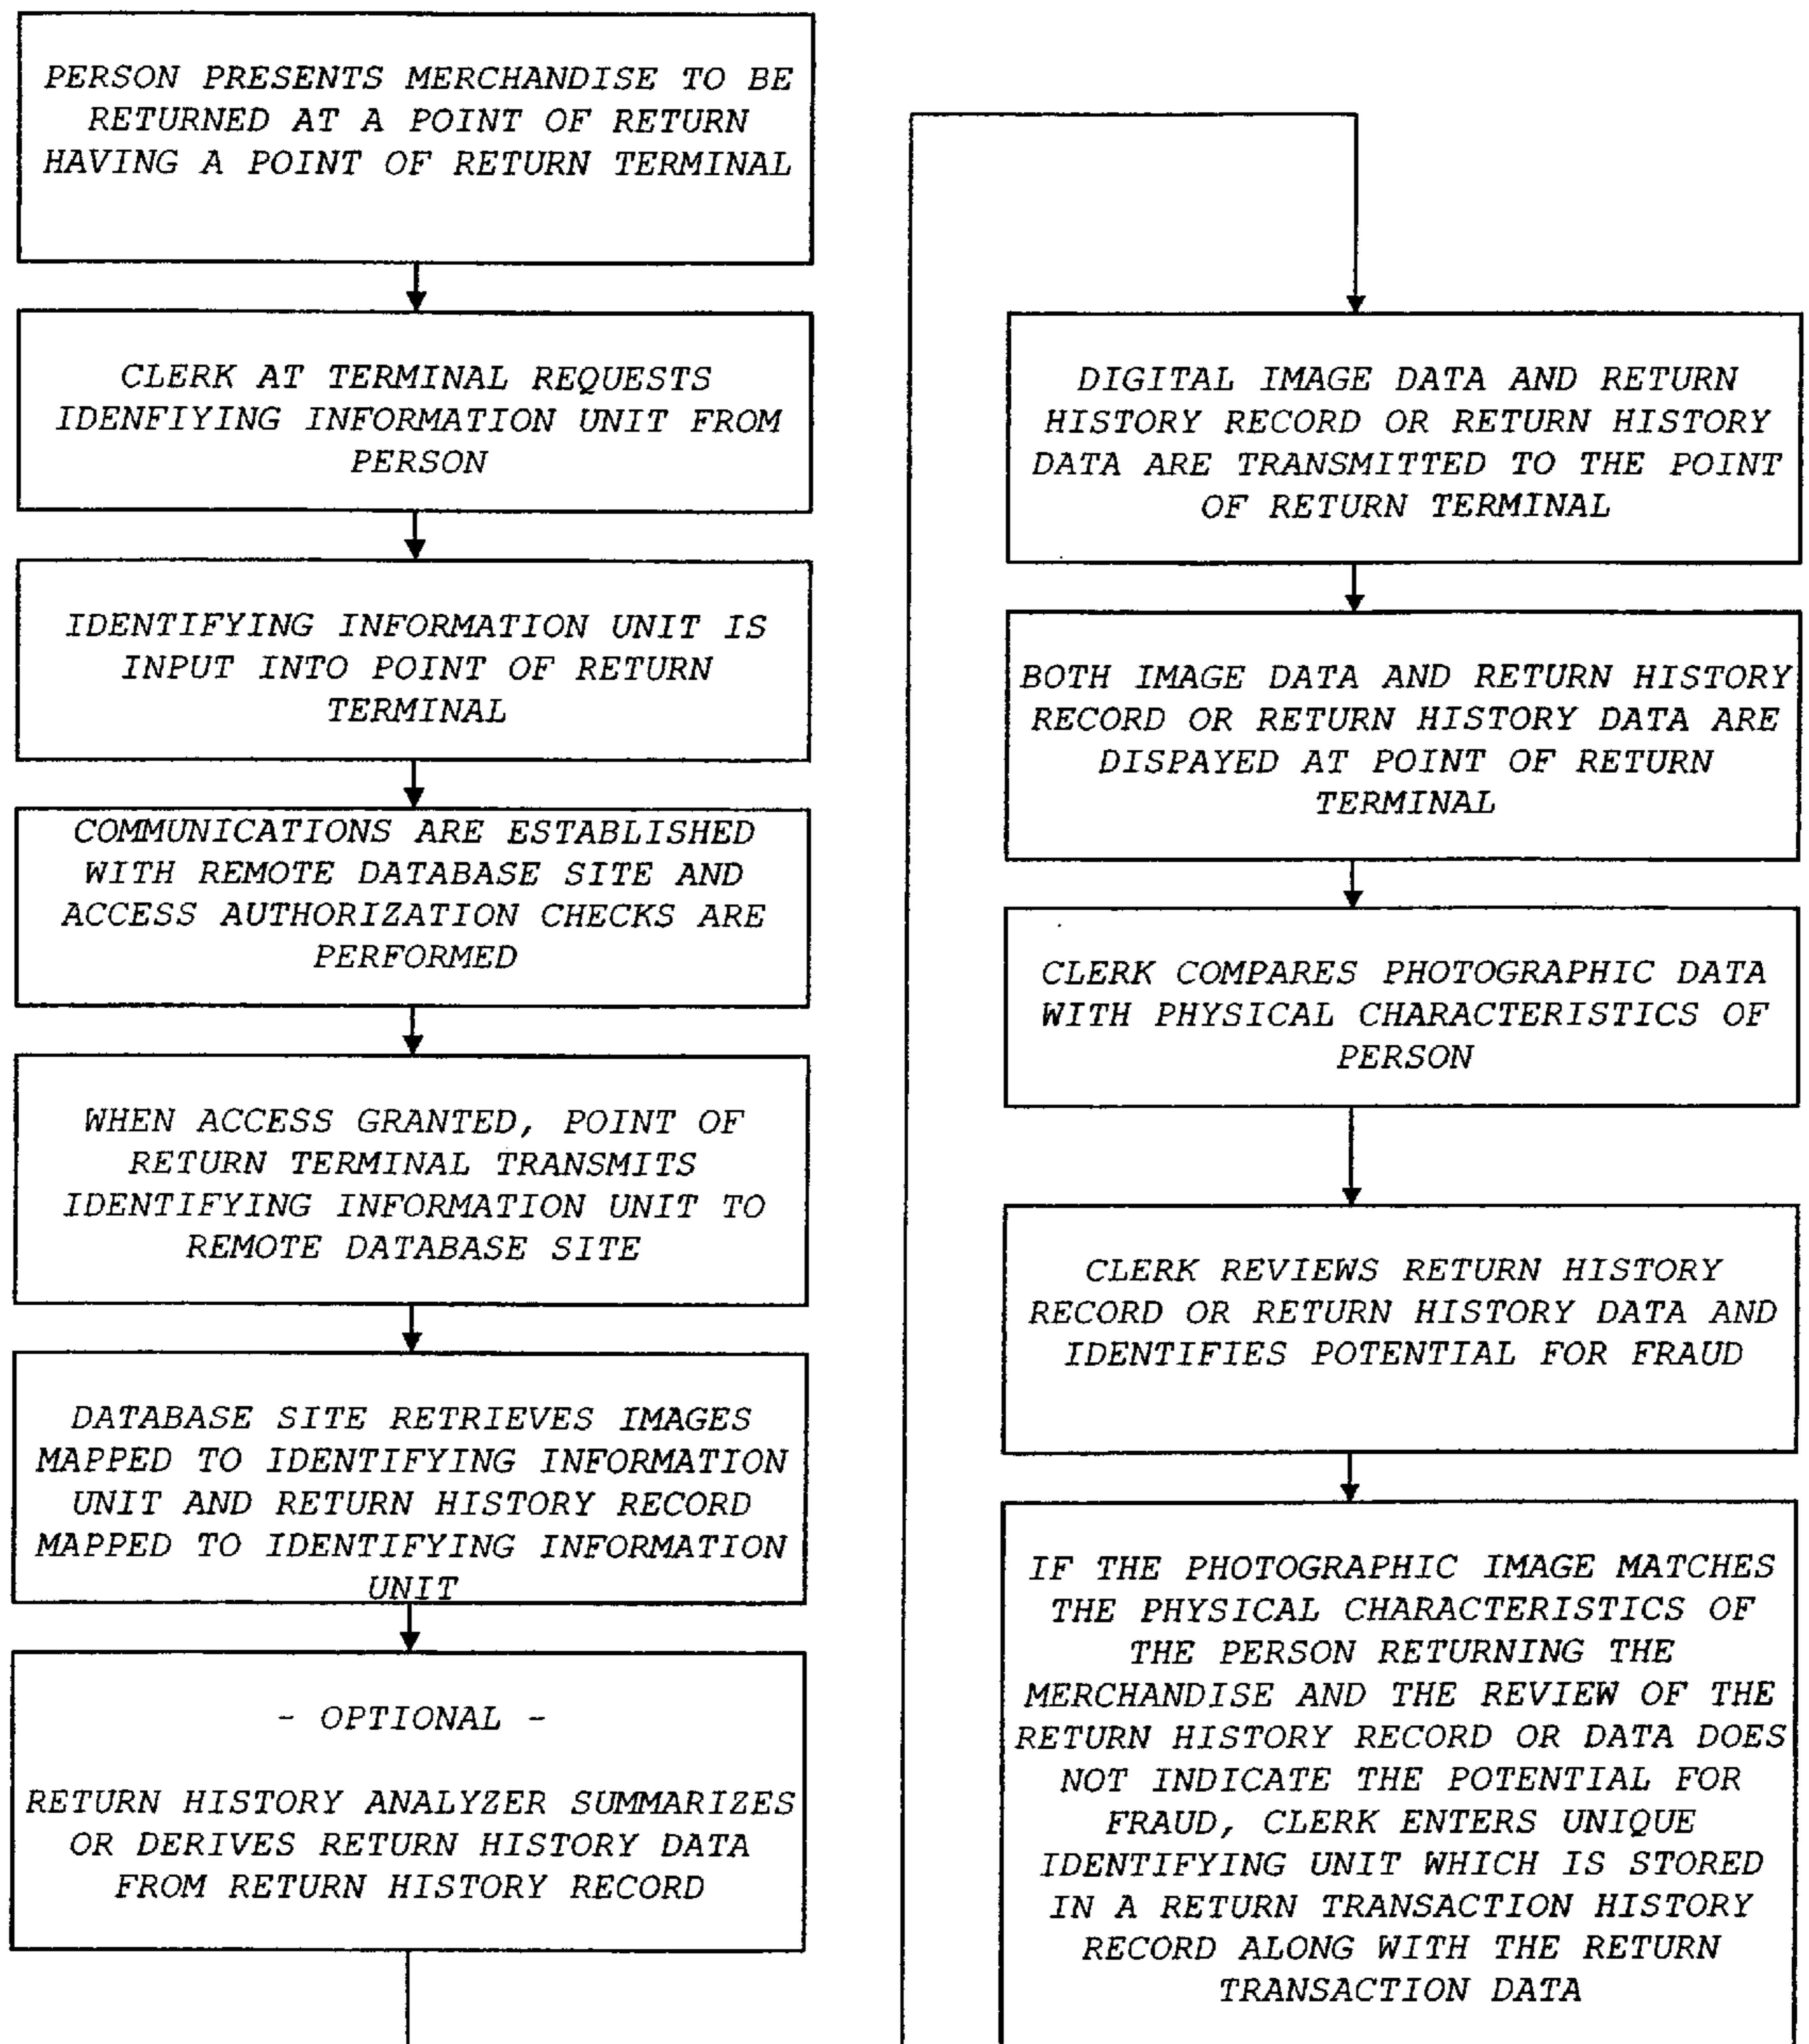 PERSON PRESENTS MERCHANDISE TO BE
RETURNED AT A POINT OF RETURN
HAVING A POINT OF RETURN TERMINAL
CLERK AT TERMINAL REQUESTS
IDENFIYING INFORMATION UNIT FROM
PERSON
IDENTIFYING INFORMATION UNIT IS
INPUT INTO POINT OF RETURN
TERMINAL
COMMUNICATIONS ARE ESTABLISHED
WITH REMOTE DATABASE SITE AND
ACCESS AUTHORIZATION CHECKS ARE
PERFORMED
WHEN ACCESS GRANTED, POINT OF
RETURN TERMINAL TRANSMITS
IDENTIFYING INFORMATION UNIT TO
REMOTE DATABASE SITE
DATABASE SITE RETRIEVES IMAGES
MAPPED TO IDENTIFYING INFORMATION
UNIT AND RETURN HISTORY RECORD
MAPPED TO IDENTIFYING INFORMATION
UNIT
- OPTIONAL -
RETURN HISTORY ANALYZER SUMMARIZES
OR DERIVES RETURN HISTORY DATA
FROM RETURN HISTORY RECORD
DIGITAL IMAGE DATA AND RETURN
HISTORY RECORD OR RETURN HISTORY
DATA ARE TRANSMITTED TO THE POINT
OF RETURN TERMINAL
BOTH IMAGE DATA AND RETURN HISTORY
RECORD OR RETURN HISTORY DATA ARE
DISPAYED AT POINT OF RETURN
TERMINAL
CLERK COMPARES PHOTOGRAPHIC DATA
WITH PHYSICAL CHARACTERISTICS OF
PERSON
CLERK REVIEWS RETURN HISTORY
RECORD OR RETURN HISTORY DATA AND
IDENTIFIES POTENTIAL FOR FRAUD
IF THE PHOTOGRAPHIC IMAGE MATCHES
THE PHYSICAL CHARACTERISTICS OF
THE PERSON RETURNING THE
MERCHANDISE AND THE REVIEW OF THE
RETURN HISTORY RECORD OR DATA DOES
NOT INDICATE THE POTENTIAL FOR
FRAUD, CLERK ENTERS UNIQUE
IDENTIFYING UNIT WHICH IS STORED
IN A RETURN TRANSACTION HISTORY
RECORD ALONG WITH THE RETURN
TRANSACTION DATA